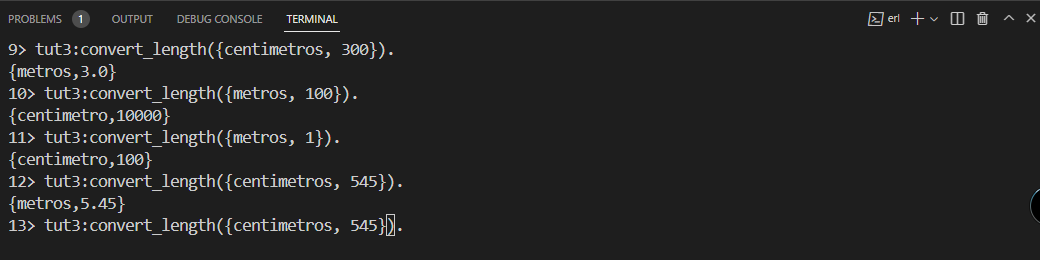 PROBLEMS 1 OUTPUT DEBUG CONSOLE TERMINAL erl
9> tut3:convert_length({centimetros, 300}).
{metros,3.0}
10> tut3:convert_length({metros, 100}).
{centimetro,10000}
11> tut3:convert_length({metros, 1}).
{centimetro,100}
12> tut3:convert_length({centimetros, 545}).
{metros,5.45}
13> tut3:convert_length({centimetros, 545}).